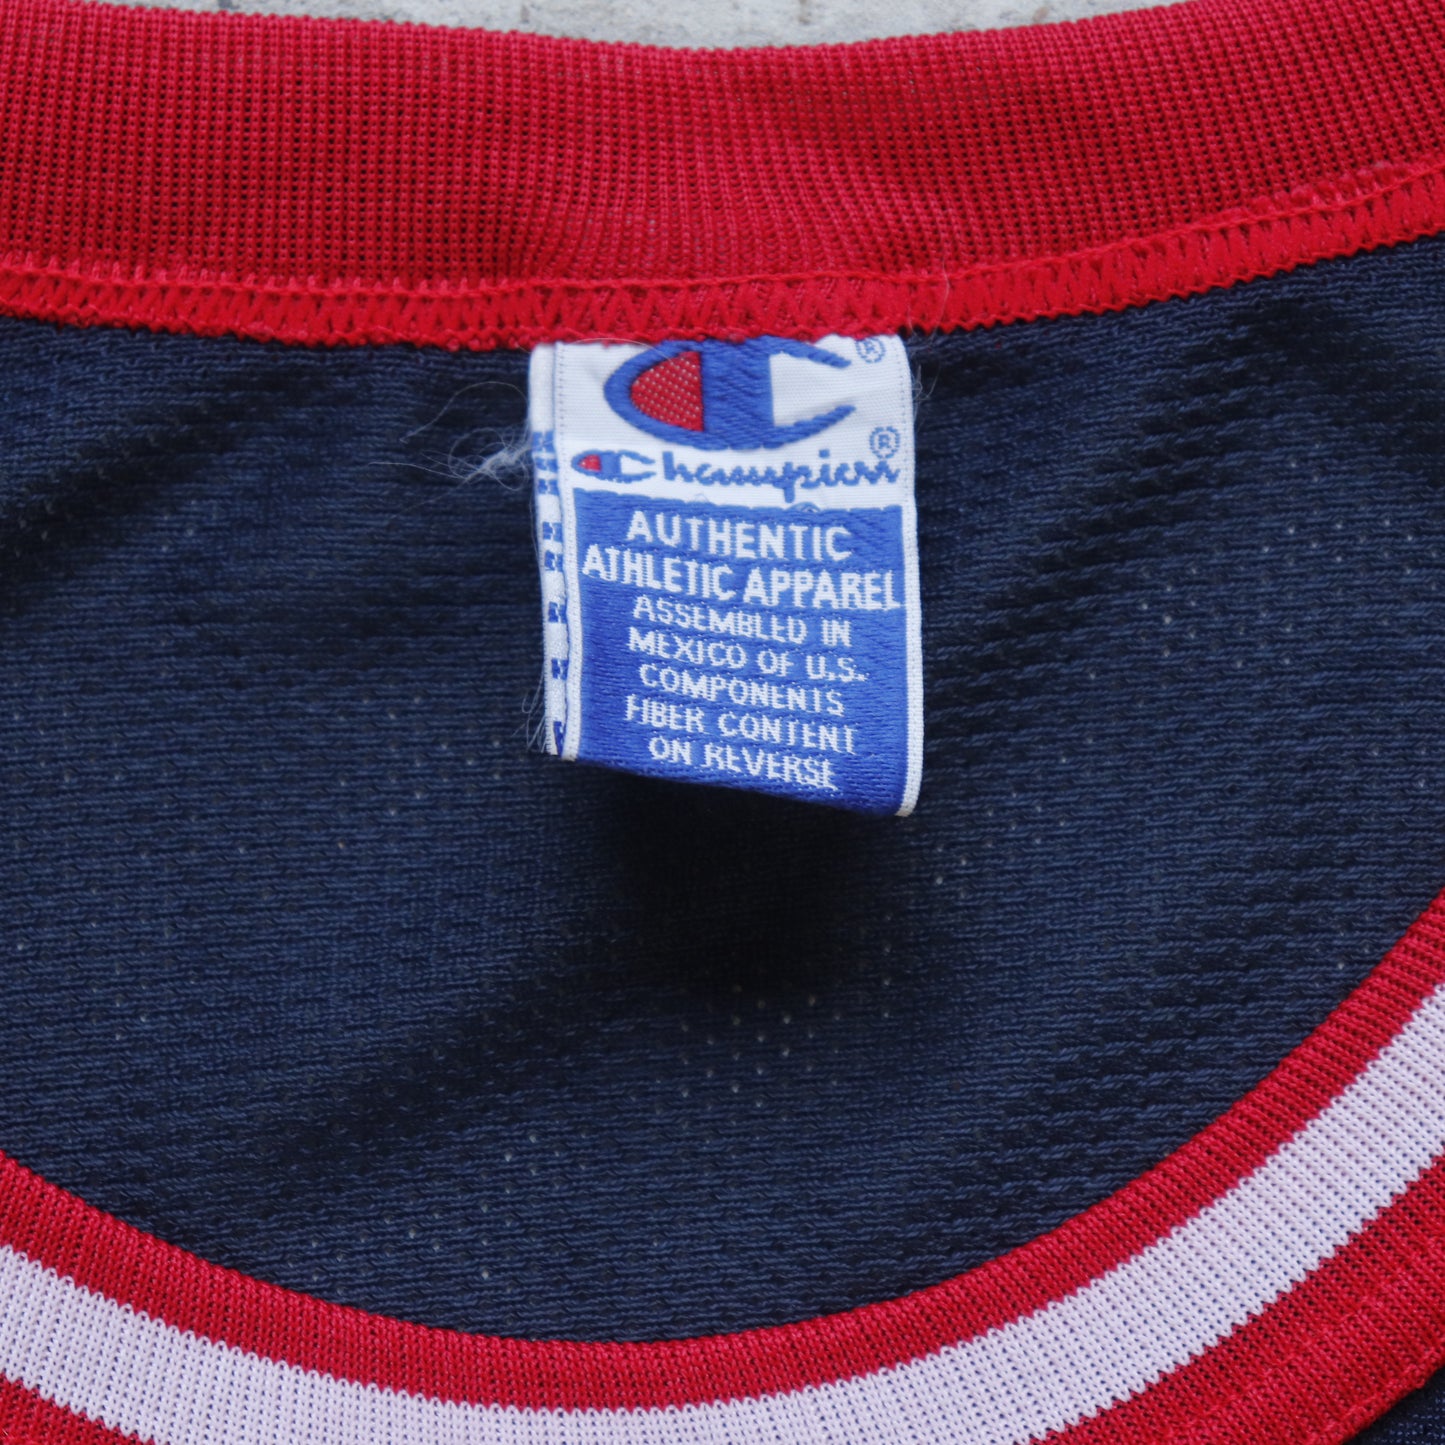 ®
Champion®
AUTHENTIC
ATHLETIC APPAREL
ASSEMBLED IN
MEXICO OF U.S.
COMPONENTS
FIBER CONTENT
ON REVERSE